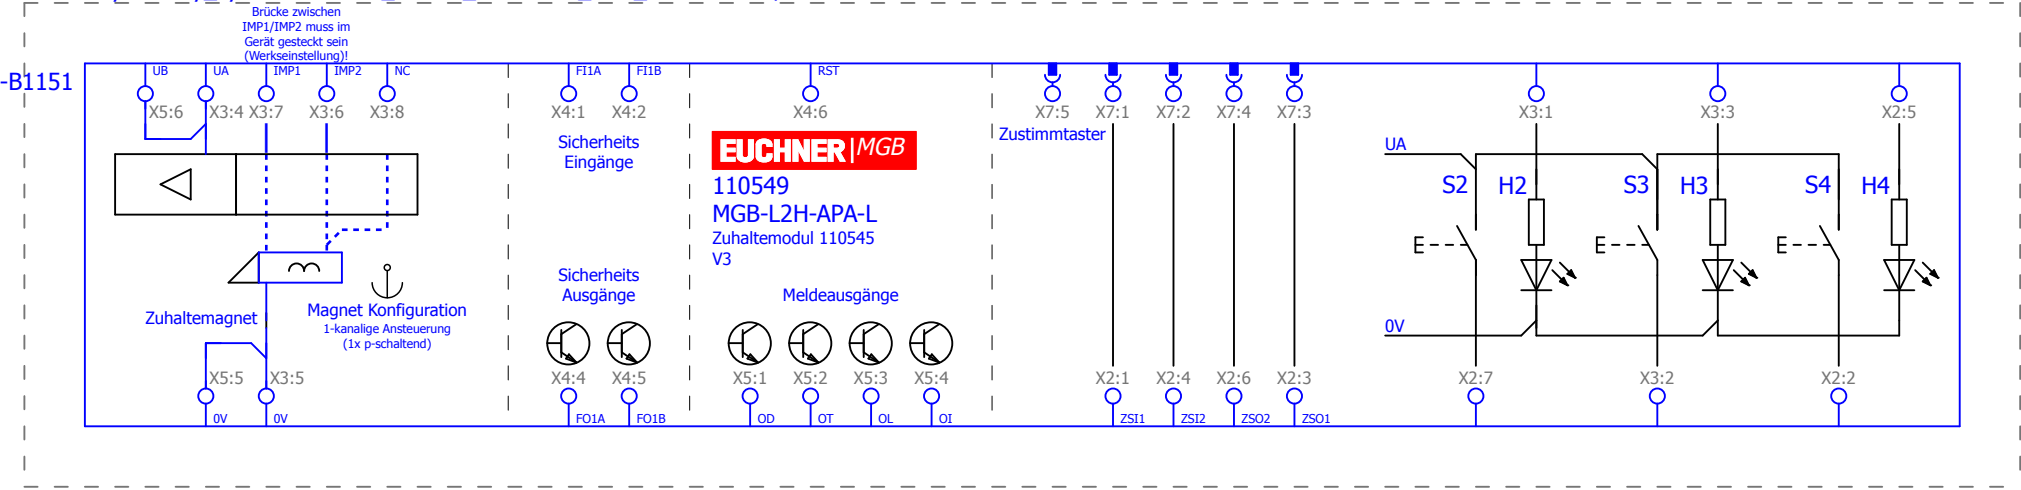 Brücke zwischen
IMP1/IMP2 muss im
Gerät gesteckt sein
(Werkseinstellung)!
-B1151
UB UA IMP1 IMP2 NC FI1A FI1B RST
X5:6 X3:4 X3:7 X3:6 X3:8 X4:1 X4:2 X4:6 X7:5 X7:1 X7:2 X7:4 X7:3 X3:1 X3:3 X2:5
Sicherheits
Eingänge
EUCHNER|MGB
110549
MGB-L2H-APA-L
Zuhaltemodul 110545
V3
Zustimmtaster
UA
S2 H2 S3 H3 S4 H4
0V
Zuhaltemagnet
Magnet Konfiguration
1-kanalige Ansteuerung
(1x p-schaltend)
Sicherheits
Ausgänge
Meldeausgänge
X5:5 X3:5 X4:4 X4:5 X5:1 X5:2 X5:3 X5:4 X2:1 X2:4 X2:6 X2:3 X2:7 X3:2 X2:2
0V 0V FO1A FO1B OD OT OL OI ZSI1 ZSI2 ZSO2 ZSO1